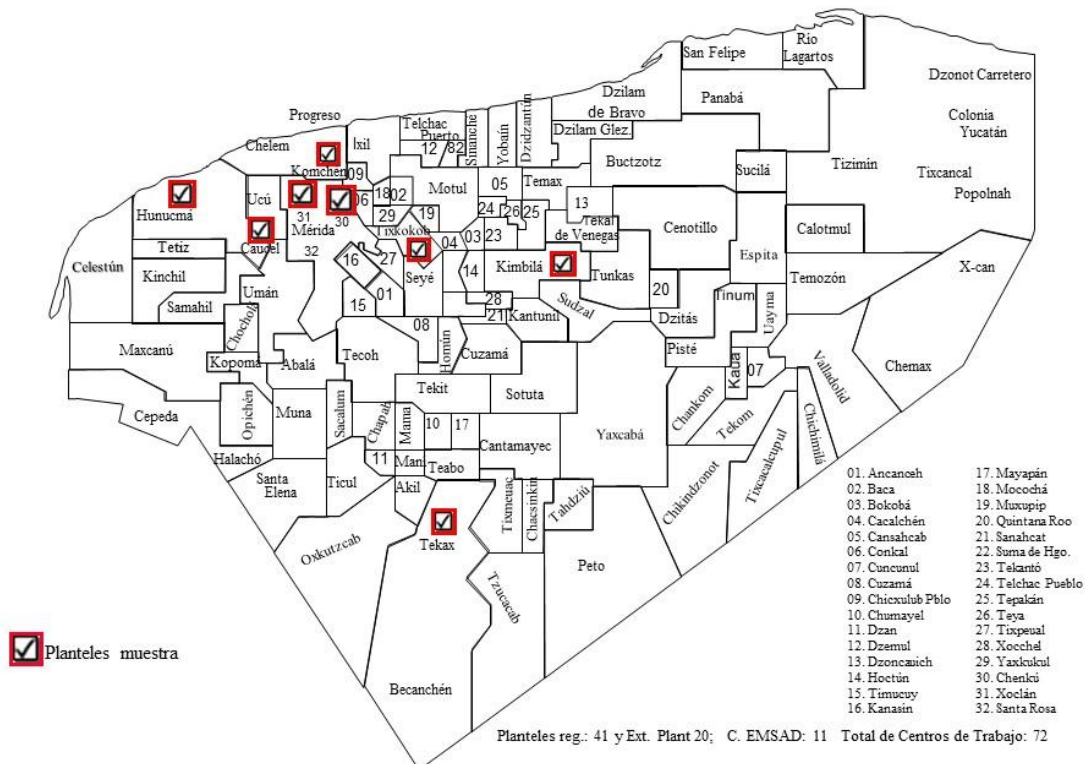 San Felipe
Rio
Lagartos
Dzonot Carretero
Dzilam
de Bravo
Panabá
Colonia
Yucatán
Progreso
Telchac
Puerto
Sinanché
Yobaín
Dzidzantún
Dzilam Glez.
Chelem
Ixil
12
82
Buctzotz
Sucilá
Tizimín
Tixcancal
Popolnah
Komchén
09
Motul
05
Temax
Hunucmá
Ucú
31
30
06
18
02
29
19
24
26
25
13
Tekal
de Venegas
Cenotillo
Calotmul
Mérida
Tixkokob
04
03
23
Caucel
Tetiz
32
27
16
Seyé
14
Kimbilá
Tunkas
Espita
X-can
Celestún
Kinchil
Umán
01
28
20
Tinum
Temozón
Samahil
15
21
Kantunil
Sudzal
Dzitás
Uayma
Chocholá
08
Homún
Cuzamá
Maxcanú
Kopomá
Abalá
Tecoh
Pisté
Kaua
07
Valladolid
Chemax
Tekit
Sotuta
Chankom
Cepeda
Opichén
Muna
Sacalum
Chapab
Mama
10
17
Yaxcabá
Tekom
Chichimilá
Cantamayec
Tixcacalcupul
Halachó
11
Man.
Teabo
Santa
Elena
Ticul
Akil
Tixmeuac
Chacsinkín
Tahdziú
Chikindzonot
Tekax
Oxkutzcab
Peto
Tzucacab
Becanchén
Planteles muestra
01. Ancanceh
02. Baca
03. Bokobá
04. Cacalchén
05. Cansahcab
06. Conkal
07. Cuncunul
08. Cuzamá
09. Chicxulub Pblo
10. Chumayel
11. Dzan
12. Dzemul
13. Dzoncauich
14. Hoctún
15. Timucuy
16. Kanasín
17. Mayapán
18. Mocochá
19. Muxupip
20. Quintana Roo
21. Sanahcat
22. Suma de Hgo.
23. Tekantó
24. Telchac Pueblo
25. Tepakán
26. Teya
27. Tixpeual
28. Xocchel
29. Yaxkukul
30. Chenkú
31. Xoclán
32. Santa Rosa
Planteles reg.: 41 y Ext. Plant 20; C. EMSAD: 11 Total de Centros de Trabajo: 72